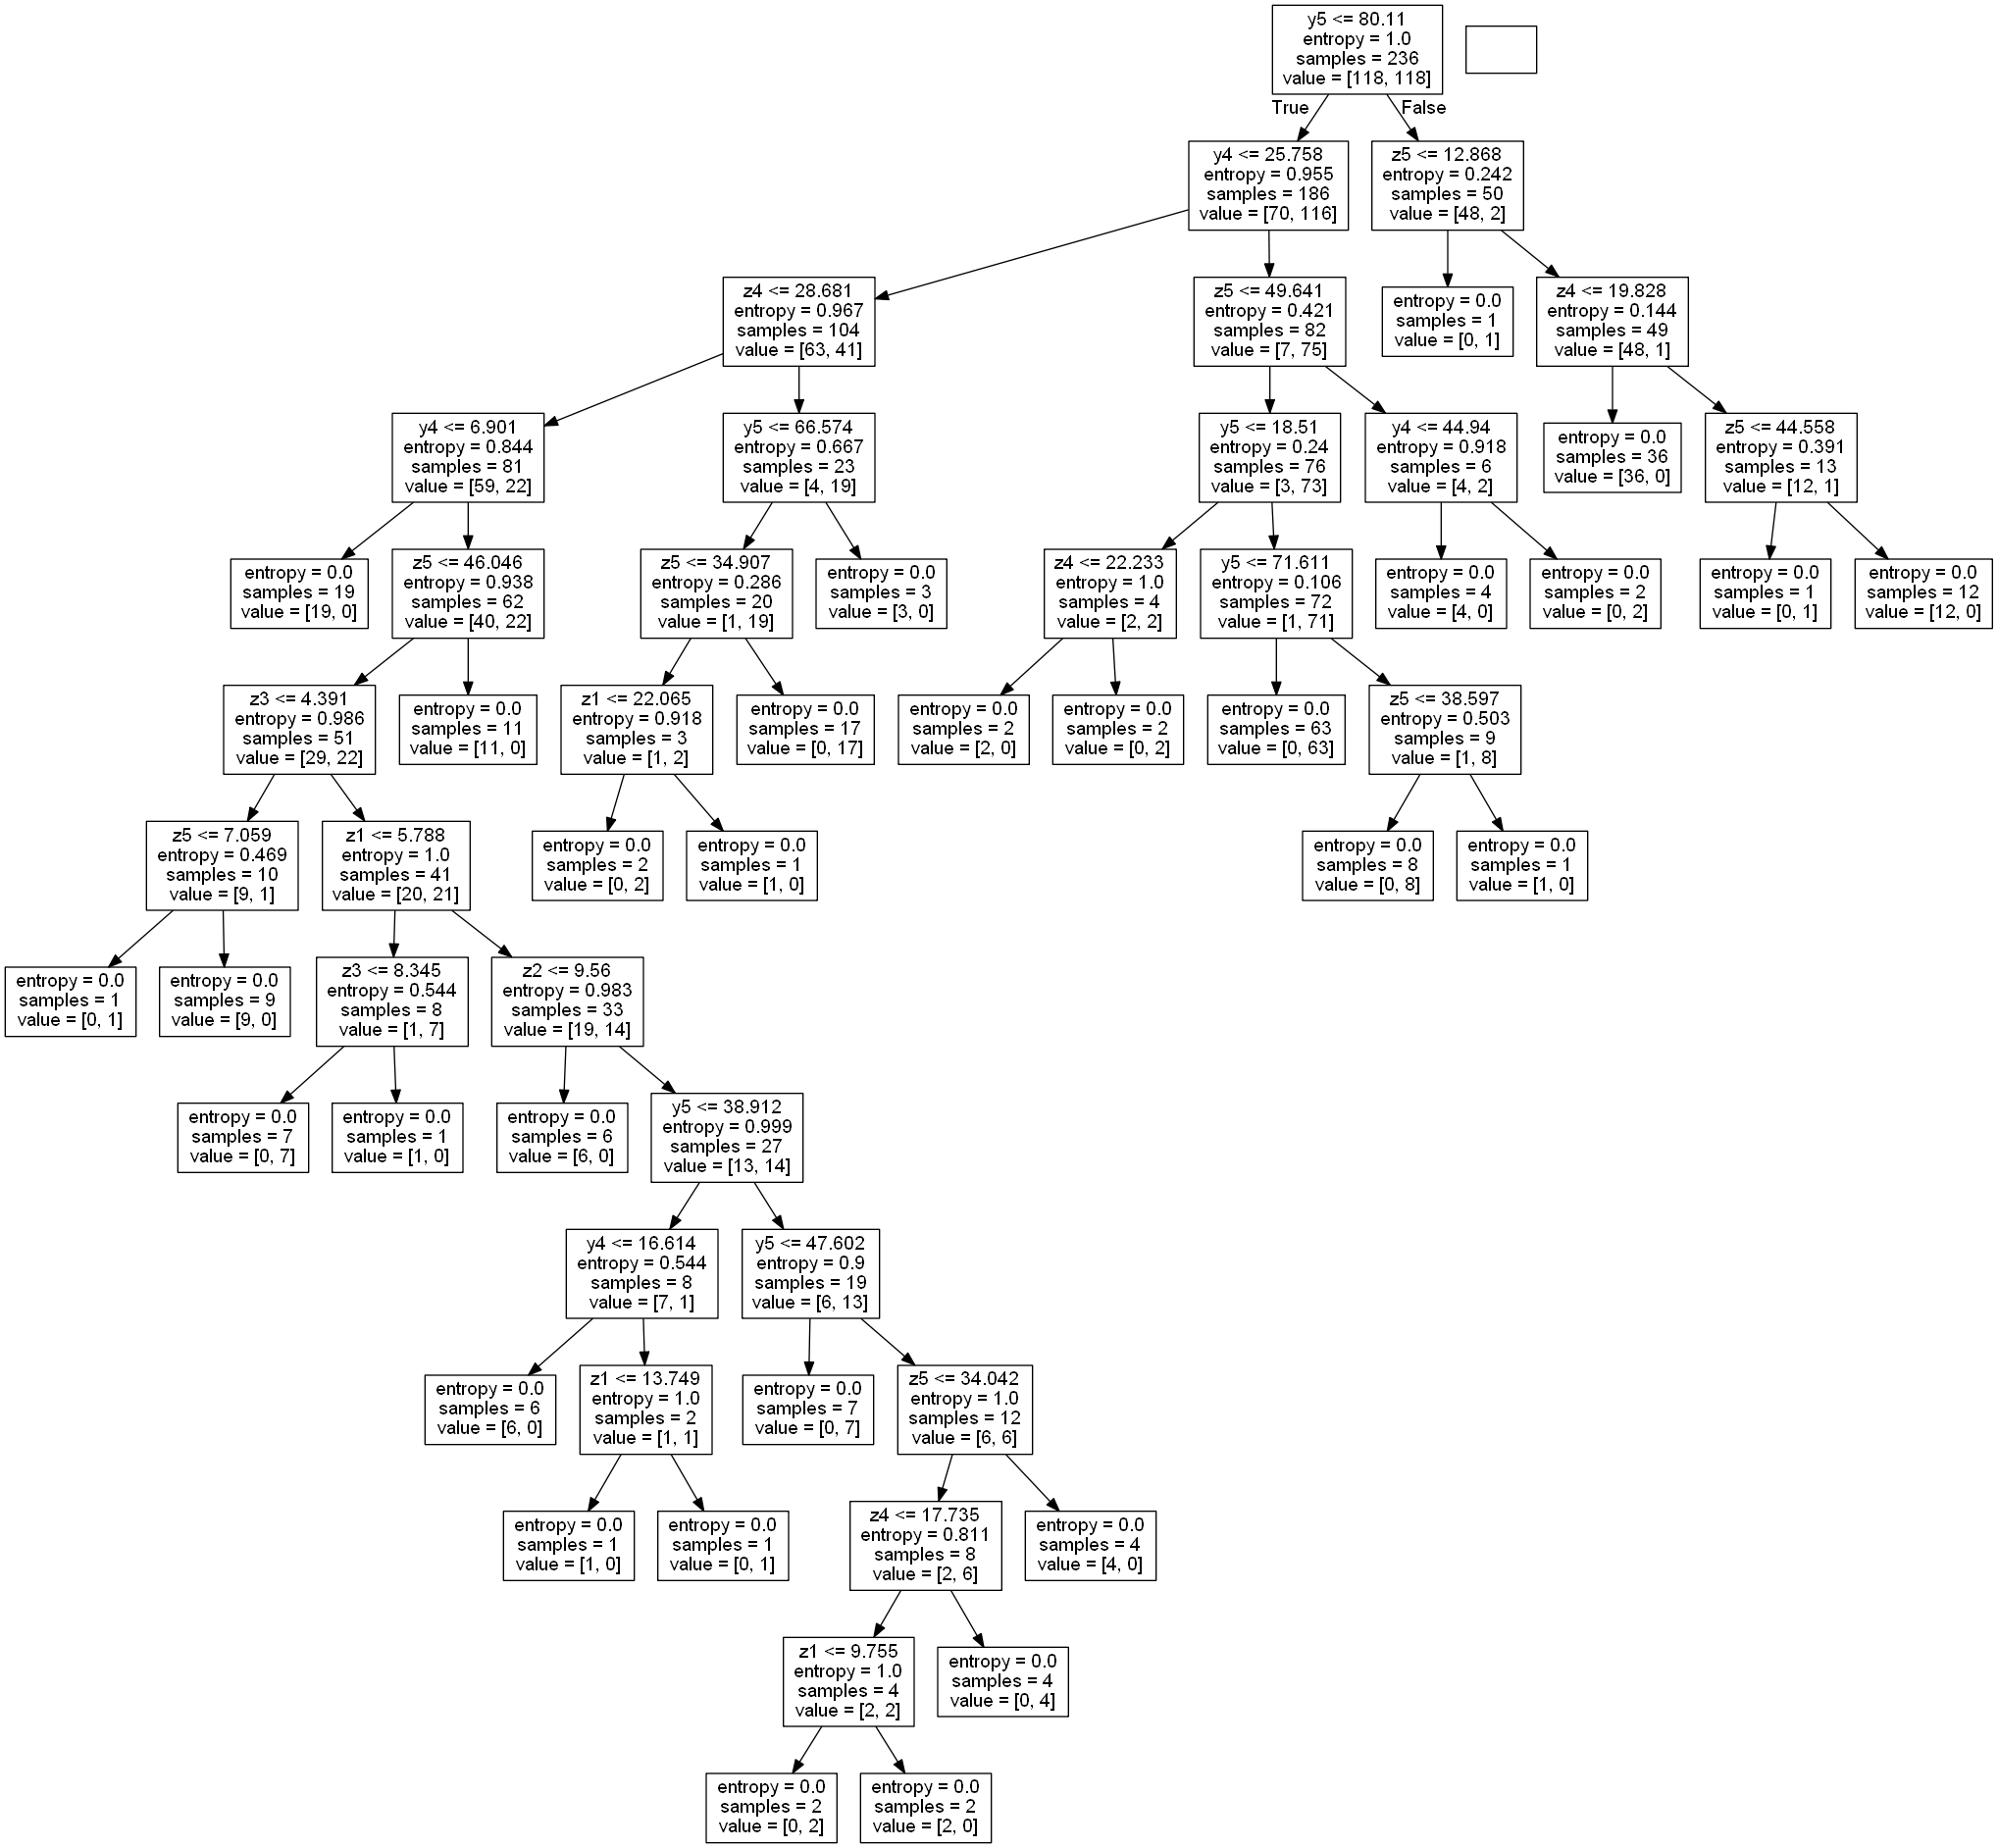 y5 <= 80.11
entropy = 1.0
samples = 236
value = [118, 118]
True
False
y4 <= 25.758
entropy = 0.955
samples = 186
value = [70, 116]
z5 <= 12.868
entropy = 0.242
samples = 50
value = [48, 2]
z4 <= 28.681
entropy = 0.967
samples = 104
value = [63, 41]
z5 <= 49.641
entropy = 0.421
samples = 82
value = [7, 75]
entropy = 0.0
samples = 1
value = [0, 1]
z4 <= 19.828
entropy = 0.144
samples = 49
value = [48, 1]
y4 <= 6.901
entropy = 0.844
samples = 81
value = [59, 22]
y5 <= 66.574
entropy = 0.667
samples = 23
value = [4, 19]
y5 <= 18.51
entropy = 0.24
samples = 76
value = [3, 73]
y4 <= 44.94
entropy = 0.918
samples = 6
value = [4, 2]
entropy = 0.0
samples = 36
value = [36, 0]
z5 <= 44.558
entropy = 0.391
samples = 13
value = [12, 1]
entropy = 0.0
samples = 19
value = [19, 0]
z5 <= 46.046
entropy = 0.938
samples = 62
value = [40, 22]
z5 <= 34.907
entropy = 0.286
samples = 20
value = [1, 19]
entropy = 0.0
samples = 3
value = [3, 0]
z4 <= 22.233
entropy = 1.0
samples = 4
value = [2, 2]
y5 <= 71.611
entropy = 0.106
samples = 72
value = [1, 71]
entropy = 0.0
samples = 4
value = [4, 0]
entropy = 0.0
samples = 2
value = [0, 2]
entropy = 0.0
samples = 1
value = [0, 1]
entropy = 0.0
samples = 12
value = [12, 0]
z3 <= 4.391
entropy = 0.986
samples = 51
value = [29, 22]
entropy = 0.0
samples = 11
value = [11, 0]
z1 <= 22.065
entropy = 0.918
samples = 3
value = [1, 2]
entropy = 0.0
samples = 17
value = [0, 17]
entropy = 0.0
samples = 2
value = [2, 0]
entropy = 0.0
samples = 2
value = [0, 2]
entropy = 0.0
samples = 63
value = [0, 63]
z5 <= 38.597
entropy = 0.503
samples = 9
value = [1, 8]
z5 <= 7.059
entropy = 0.469
samples = 10
value = [9, 1]
z1 <= 5.788
entropy = 1.0
samples = 41
value = [20, 21]
entropy = 0.0
samples = 2
value = [0, 2]
entropy = 0.0
samples = 1
value = [1, 0]
entropy = 0.0
samples = 8
value = [0, 8]
entropy = 0.0
samples = 1
value = [1, 0]
entropy = 0.0
samples = 1
value = [0, 1]
entropy = 0.0
samples = 9
value = [9, 0]
z3 <= 8.345
entropy = 0.544
samples = 8
value = [1, 7]
z2 <= 9.56
entropy = 0.983
samples = 33
value = [19, 14]
entropy = 0.0
samples = 7
value = [0, 7]
entropy = 0.0
samples = 1
value = [1, 0]
entropy = 0.0
samples = 6
value = [6, 0]
y5 <= 38.912
entropy = 0.999
samples = 27
value = [13, 14]
y4 <= 16.614
entropy = 0.544
samples = 8
value = [7, 1]
y5 <= 47.602
entropy = 0.9
samples = 19
value = [6, 13]
entropy = 0.0
samples = 6
value = [6, 0]
z1 <= 13.749
entropy = 1.0
samples = 2
value = [1, 1]
entropy = 0.0
samples = 7
value = [0, 7]
z5 <= 34.042
entropy = 1.0
samples = 12
value = [6, 6]
entropy = 0.0
samples = 1
value = [1, 0]
entropy = 0.0
samples = 1
value = [0, 1]
z4 <= 17.735
entropy = 0.811
samples = 8
value = [2, 6]
entropy = 0.0
samples = 4
value = [4, 0]
z1 <= 9.755
entropy = 1.0
samples = 4
value = [2, 2]
entropy = 0.0
samples = 4
value = [0, 4]
entropy = 0.0
samples = 2
value = [0, 2]
entropy = 0.0
samples = 2
value = [2, 0]